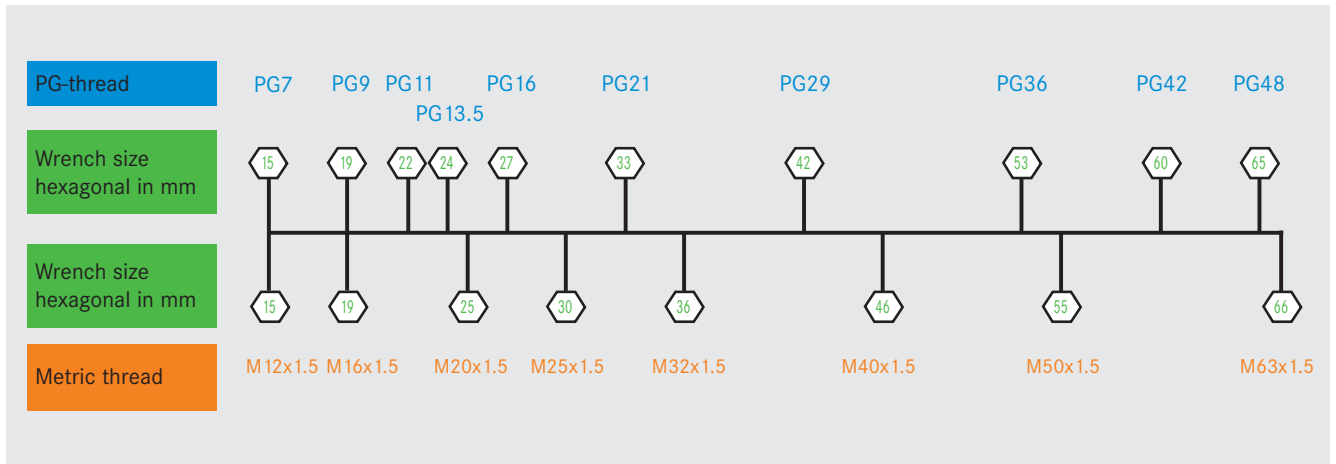 PG-thread
PG7 PG9 PG11 PG16 PG21 PG29 PG36 PG42 PG48
PG13.5
Wrench size
hexagonal in mm
15 19 22 24 27 33 42 53 60 65
Wrench size
hexagonal in mm
15 19 25 30 36 46 55 66
Metric thread
M12x1.5 M16x1.5 M20x1.5 M25x1.5 M32x1.5 M40x1.5 M50x1.5 M63x1.5